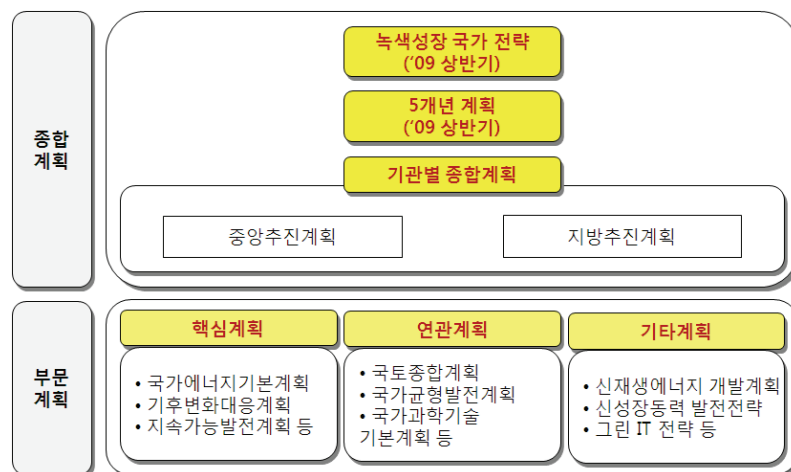 녹색성장 국가 전략
('09 상반기)
5개년 계획
('09 상반기)
종합
계획
기관별 종합계획
중앙추진계획
지방추진계획
부문
계획
핵심계획
• 국가에너지기본계획
• 기후변화대응계획
• 지속가능발전계획 등
연관계획
• 국토종합계획
• 국가균형발전계획
• 국가과학기술
기본계획 등
기타계획
• 신재생에너지 개발계획
• 신성장동력 발전전략
• 그린 IT 전략 등